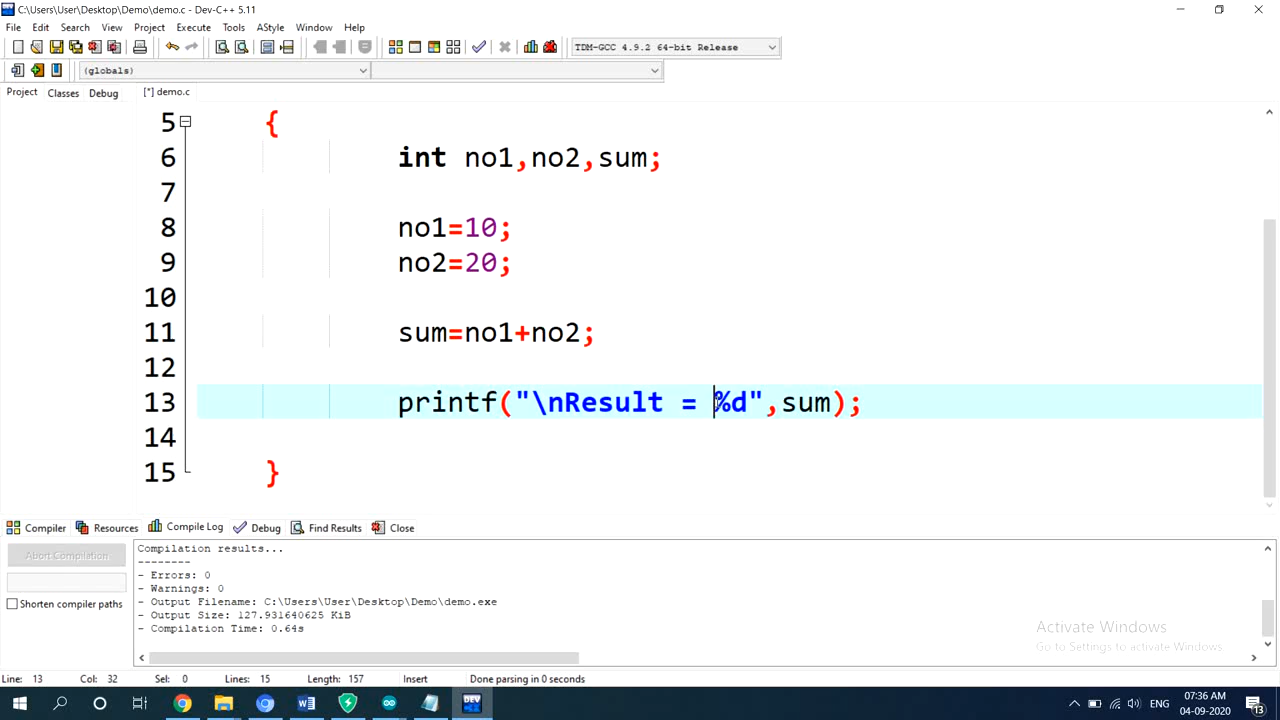 C:\Users\User\Desktop\Demo\demo.c - Dev-C++ 5.11
File Edit Search View Project Execute Tools AStyle Window Help
TDM-GCC 4.9.2 64-bit Release
(globals)
Project Classes Debug [*] demo.c
5 {
6 int no1,no2,sum;
7
8 no1=10;
9 no2=20;
10
11 sum=no1+no2;
12
13 printf("\nResult = %d",sum);
14
15 }
Compiler Resources Compile Log Debug Find Results Close
Abort Compilation
Shorten compiler paths
Compilation results...
--------
- Errors: 0
- Warnings: 0
- Output Filename: C:\Users\User\Desktop\Demo\demo.exe
- Output Size: 127.931640625 KiB
- Compilation Time: 0.64s
Activate Windows
Go to Settings to activate Windows.
Line: 13 Col: 32 Sel: 0 Lines: 15 Length: 157 Insert Done parsing in 0 seconds
DEV
ENG
07:36 AM
04-09-2020
13